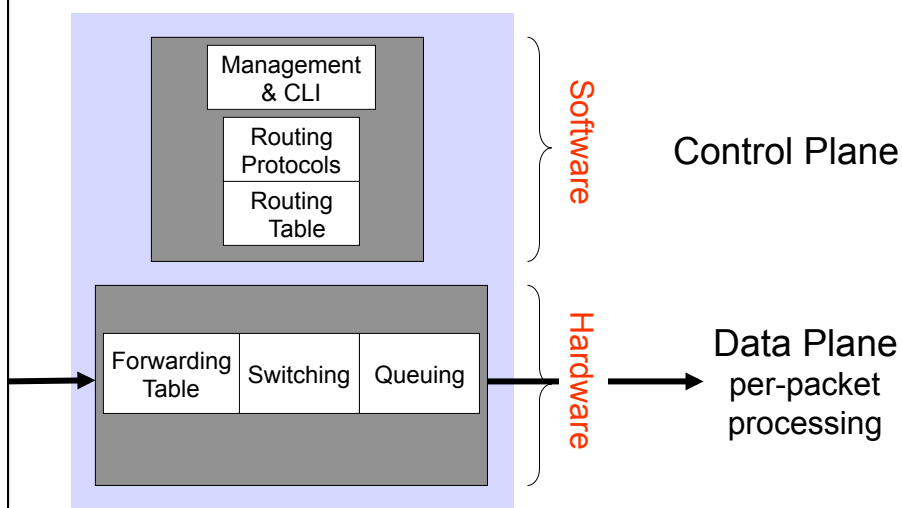 Management
& CLI
Routing
Protocols
Routing
Table
Software
Control Plane
Forwarding
Table
Switching
Queuing
Hardware
Data Plane
per-packet
processing